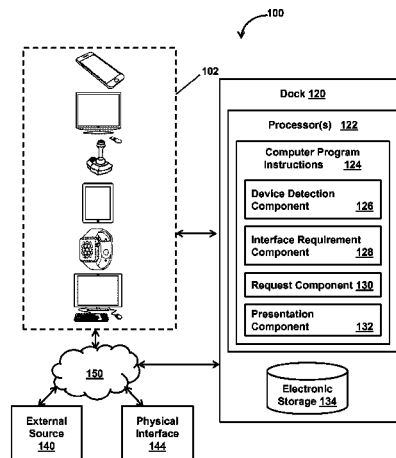 100
102
Dock 120
Processor(s) 122
Computer Program
Instructions 124
Device Detection
Component 126
Interface Requirement
Component 128
Request Component 130
Presentation
Component 132
Electronic
Storage 134
150
External
Source
140
Physical
Interface
144